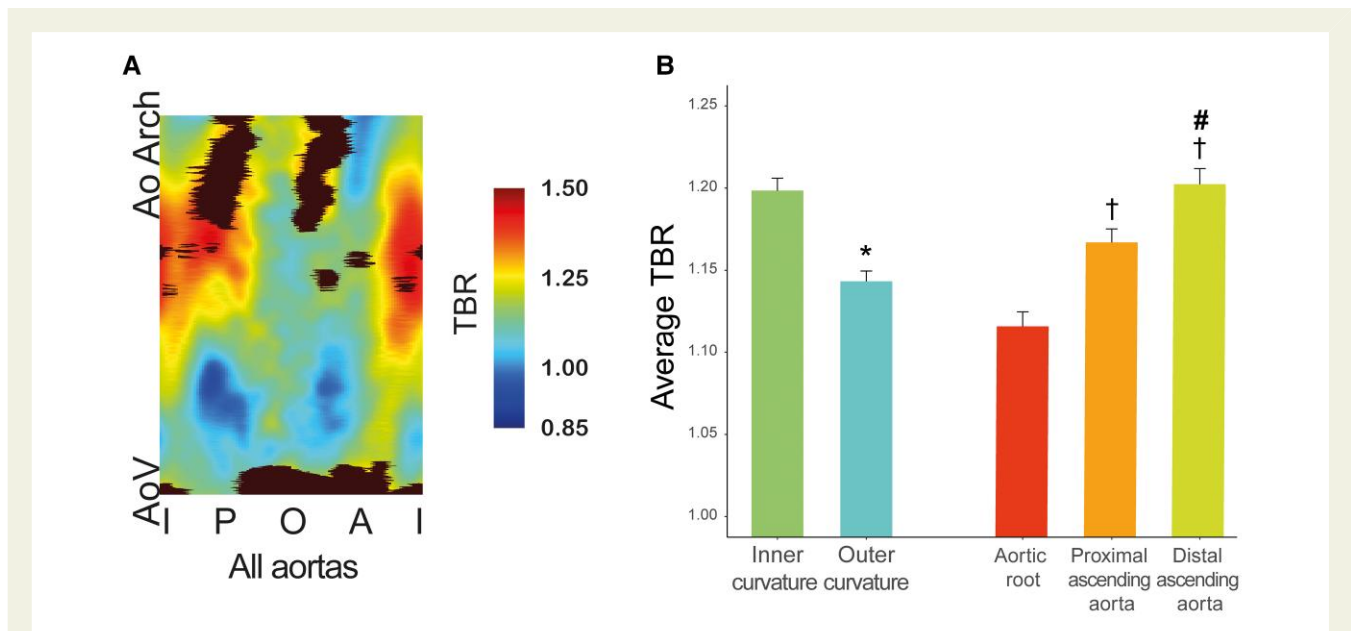 A
Ao Arch
AoV
I P O A I
All aortas
TBR
1.50
1.25
1.00
0.85
B
Average TBR
1.25
1.20
1.15
1.10
1.05
1.00
*
†
#
†
Inner
curvature
Outer
curvature
Aortic
root
Proximal
ascending
aorta
Distal
ascending
aorta